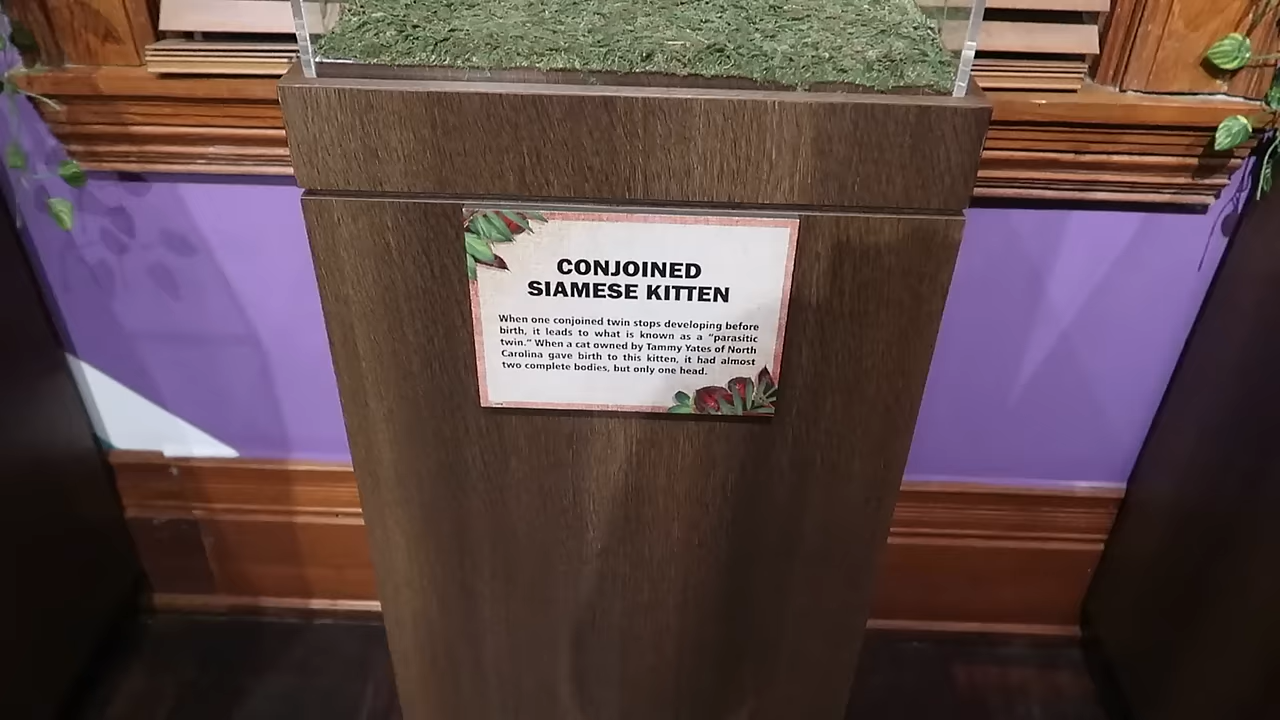 CONJOINED
SIAMESE KITTEN
When one conjoined twin stops developing before
birth, it leads to what is known as a “parasitic
twin.” When a cat owned by Tammy Yates of North
Carolina gave birth to this kitten, it had almost
two complete bodies, but only one head.